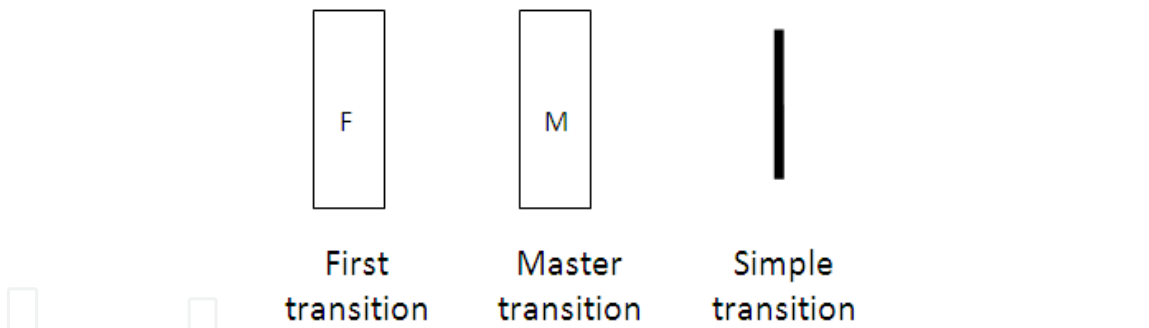 F
M
First
transition
Master
transition
Simple
transition